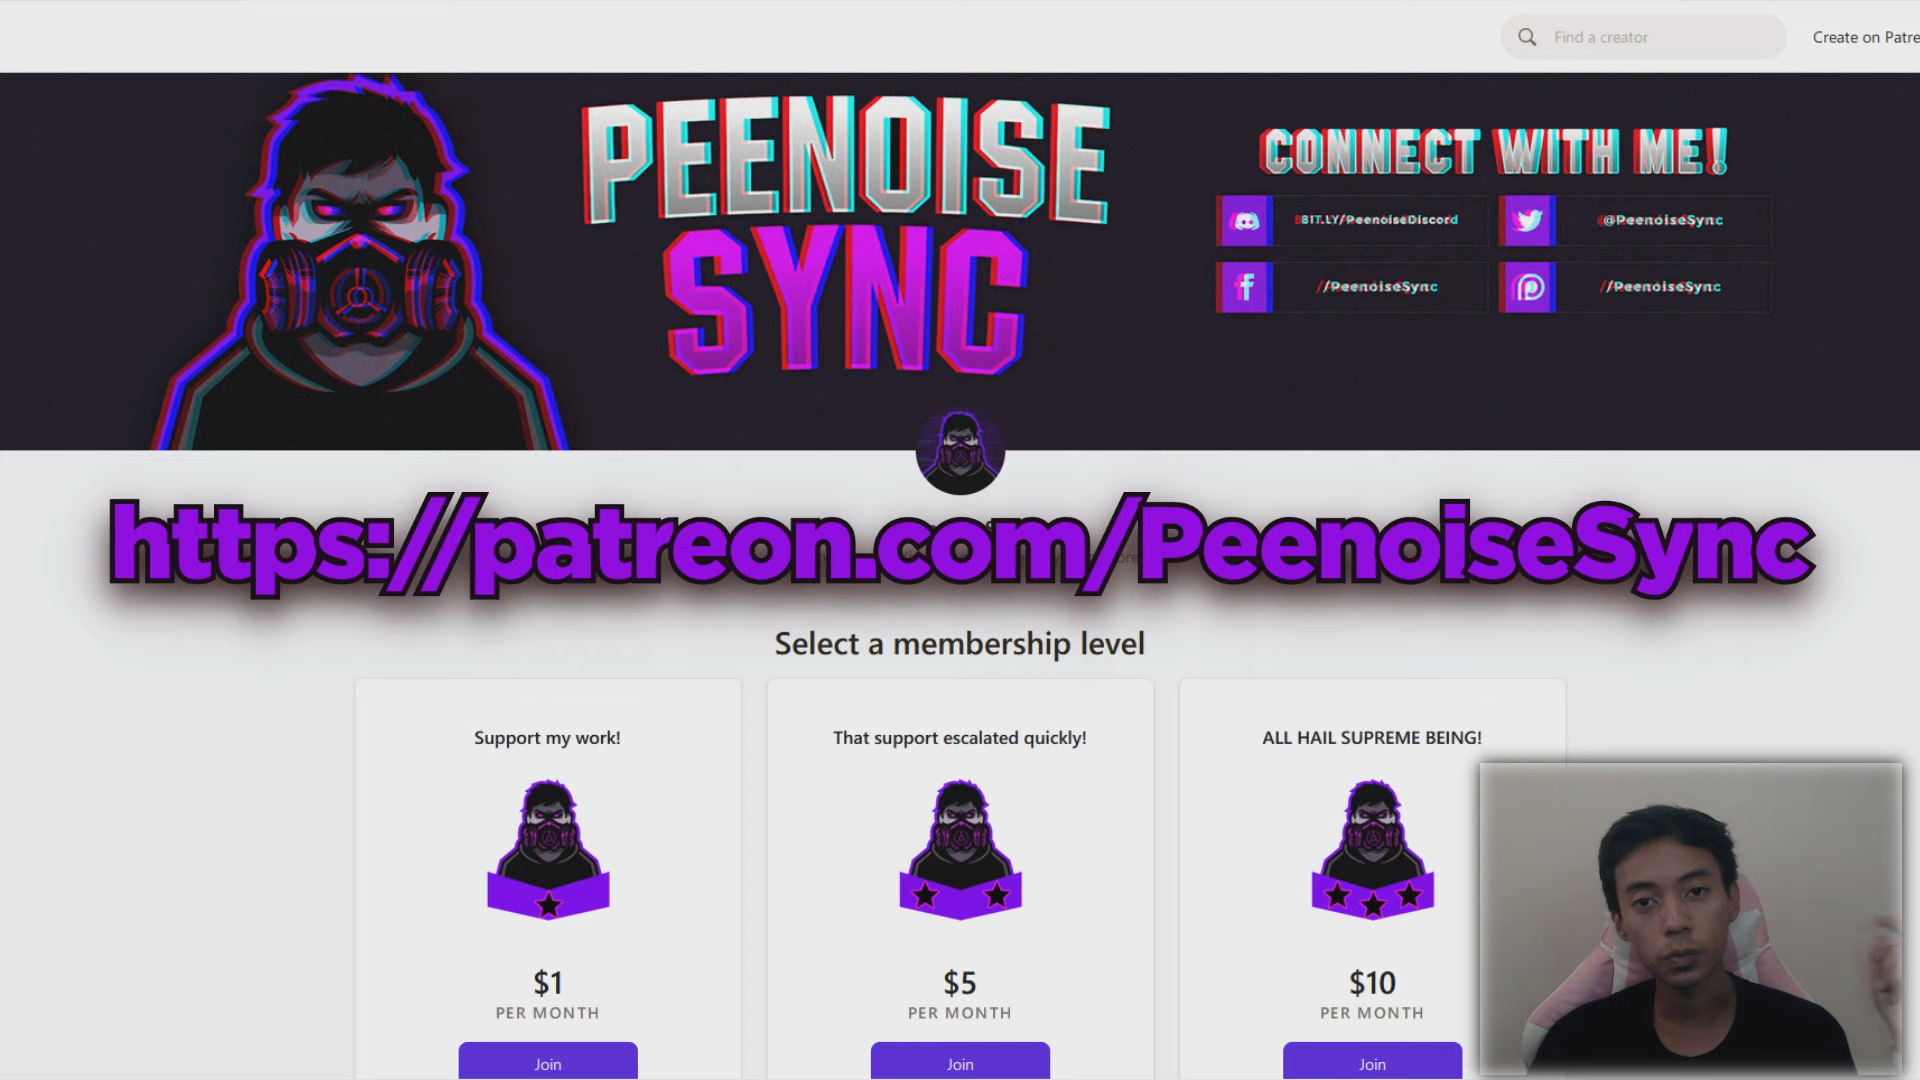 Find a creator
Create on Patre
PEENOISE
SYNC
CONNECT WITH ME!
BIT.LY/PeenoiseDiscord
@PeenoiseSync
/PeenoiseSync
/PeenoiseSync
https://patreon.com/PeenoiseSync
Select a membership level
Support my work!
That support escalated quickly!
ALL HAIL SUPREME BEING!
$1
PER MONTH
Join
$5
PER MONTH
Join
$10
PER MONTH
Join